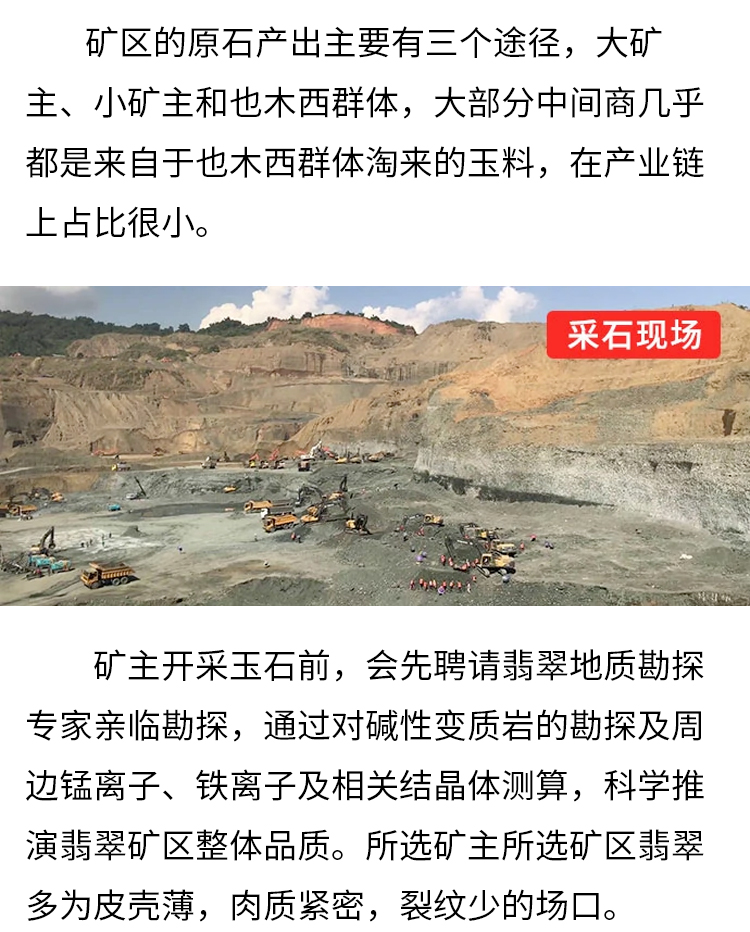 矿区的原石产出主要有三个途径，大矿
主、小矿主和也木西群体，大部分中间商几乎
都是来自于也木西群体淘来的玉料，在产业链
上占比很小。
采石现场
矿主开采玉石前，会先聘请翡翠地质勘探
专家亲临勘探，通过对碱性变质岩的勘探及周
边锰离子、铁离子及相关结晶体测算，科学推
演翡翠矿区整体品质。所选矿主所选矿区翡翠
多为皮壳薄，肉质紧密，裂纹少的场口。